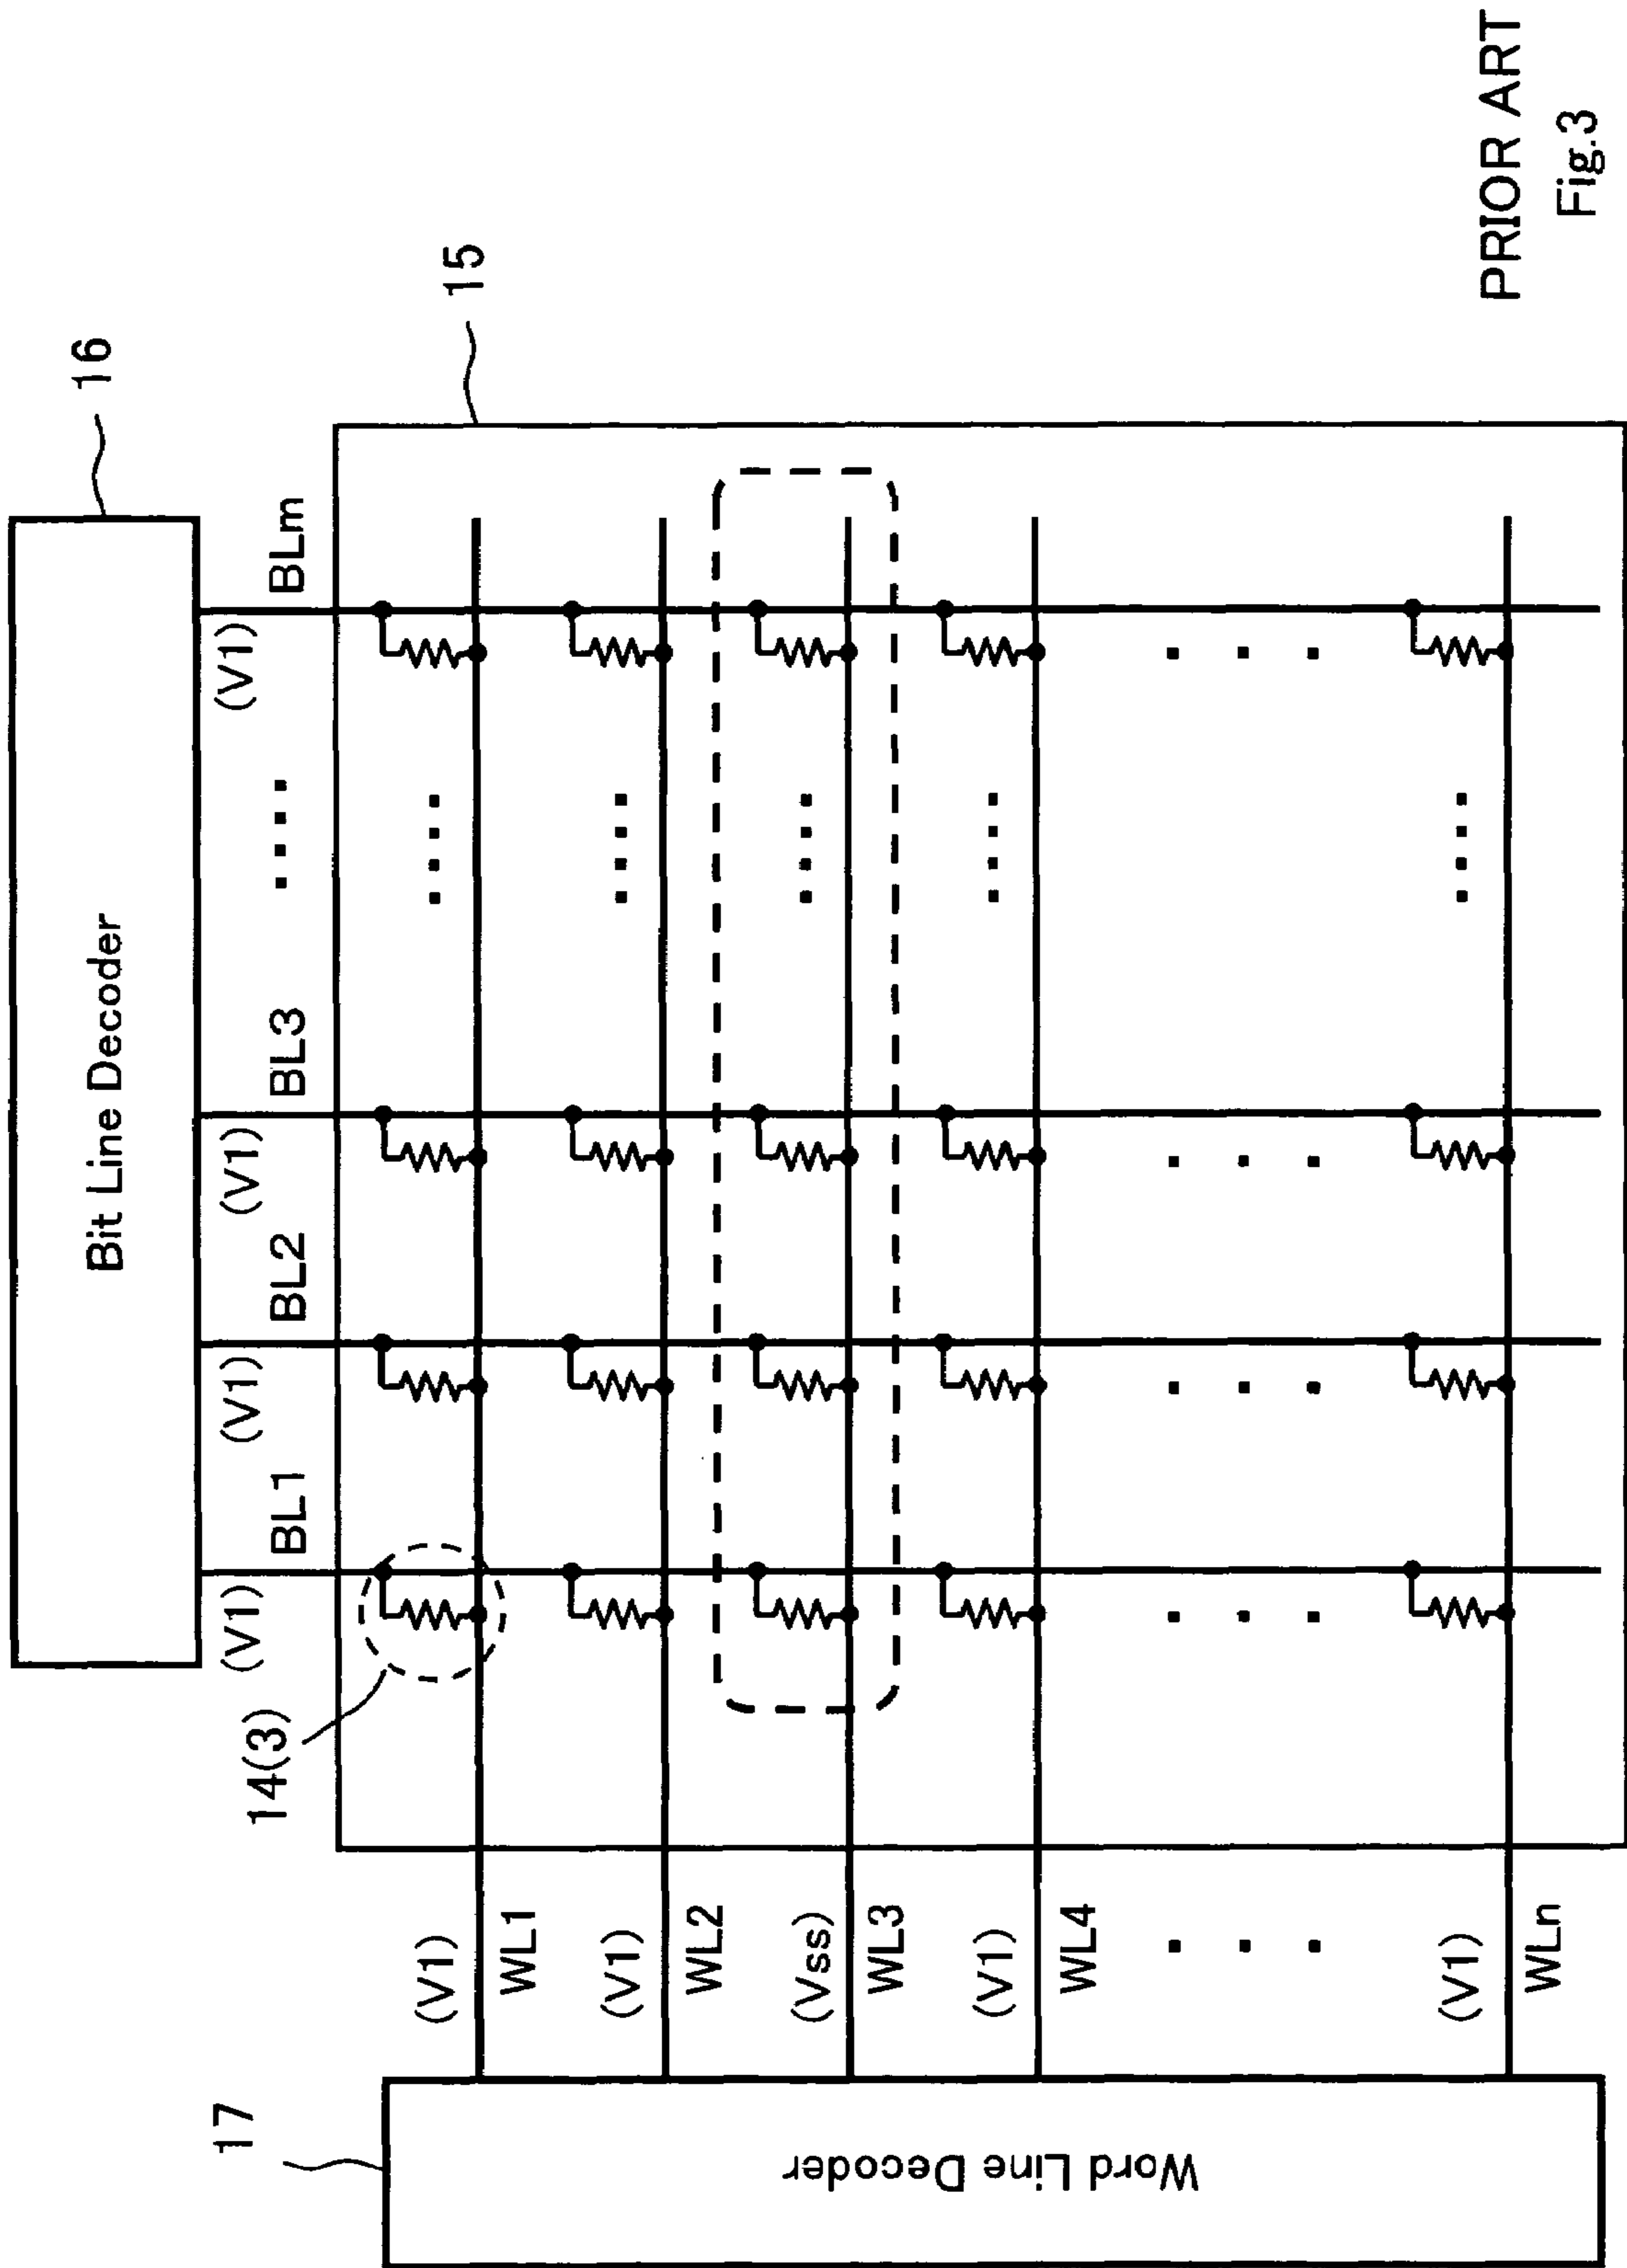 16
Bit Line Decoder
(V1) BL1 (V1) BL2 (V1) BL3 . . . . (V1) BLm
17
14(3)
15
(V1)
WL1
(V1)
WL2
(Vss)
WL3
(V1)
WL4
(V1)
WLn
Word Line Decoder
PRIOR ART
Fig.3